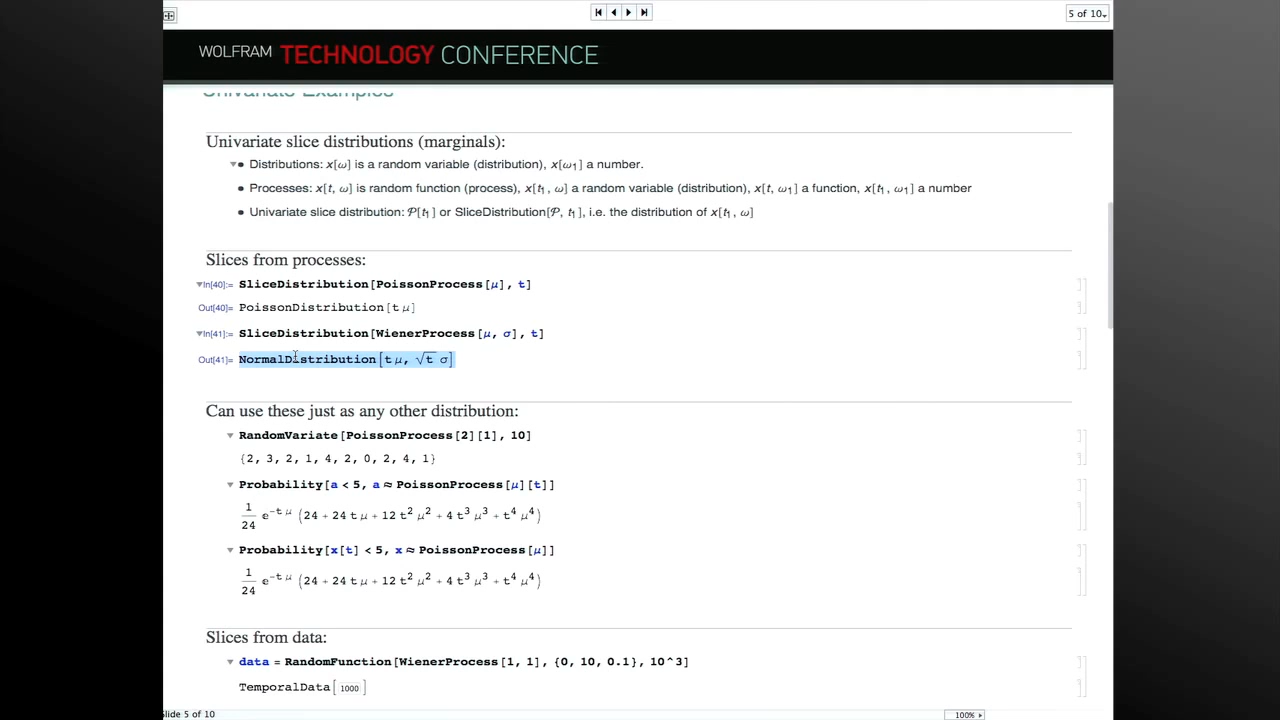 5 of 10
WOLFRAM TECHNOLOGY CONFERENCE
Univariate Examples
Univariate slice distributions (marginals):
● Distributions: x[ω] is a random variable (distribution), x[ω₁] a number.
● Processes: x[t, ω] is random function (process), x[t₁, ω] a random variable (distribution), x[t, ω₁] a function, x[t₁, ω₁] a number
● Univariate slice distribution: 𝒫[t₁] or SliceDistribution[𝒫, t₁], i.e. the distribution of x[t₁, ω]
Slices from processes:
In[40]:= SliceDistribution[PoissonProcess[μ], t]
Out[40]= PoissonDistribution[t μ]
In[41]:= SliceDistribution[WienerProcess[μ, σ], t]
Out[41]= NormalDistribution[t μ, √t σ]
Can use these just as any other distribution:
RandomVariate[PoissonProcess[2][1], 10]
{2, 3, 2, 1, 4, 2, 0, 2, 4, 1}
Probability[a < 5, a ≈ PoissonProcess[μ][t]]
1/24 ⅇ^(-t μ) (24 + 24 t μ + 12 t² μ² + 4 t³ μ³ + t⁴ μ⁴)
Probability[x[t] < 5, x ≈ PoissonProcess[μ]]
1/24 ⅇ^(-t μ) (24 + 24 t μ + 12 t² μ² + 4 t³ μ³ + t⁴ μ⁴)
Slices from data:
data = RandomFunction[WienerProcess[1, 1], {0, 10, 0.1}, 10^3]
TemporalData[1000]
Slide 5 of 10
100%